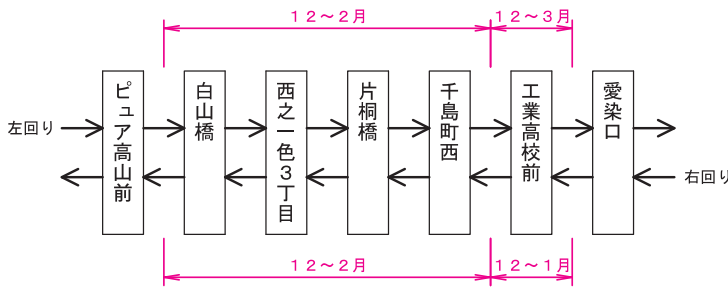 12～2月
12～3月
左回り
ピュア高山前
白山橋
西之一色3丁目
片桐橋
千島町西
工業高校前
愛染口
右回り
12～2月
12～1月